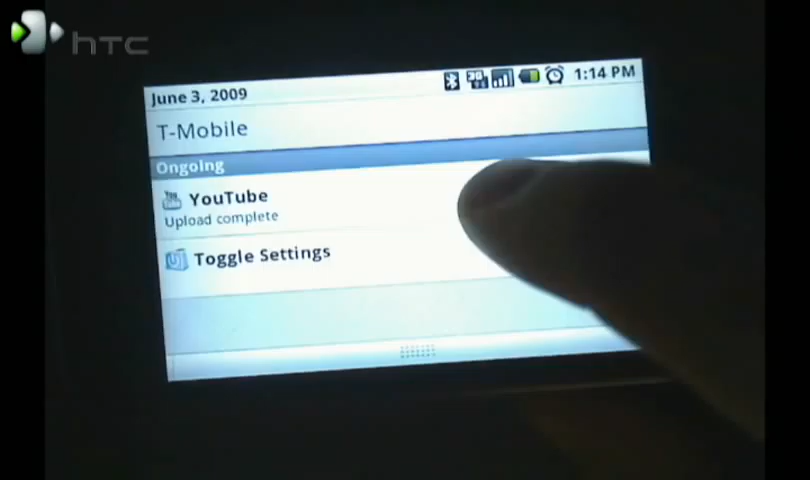 hTC
June 3, 2009
1:14 PM
T-Mobile
Ongoing
YouTube
Upload complete
Toggle Settings